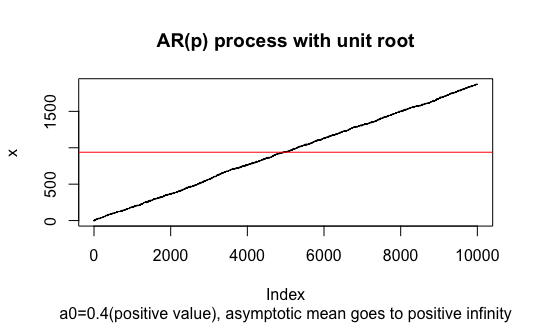 AR(p) process with unit root
1500
x
500
0
0 2000 4000 6000 8000 10000
Index
a0=0.4(positive value), asymptotic mean goes to positive infinity